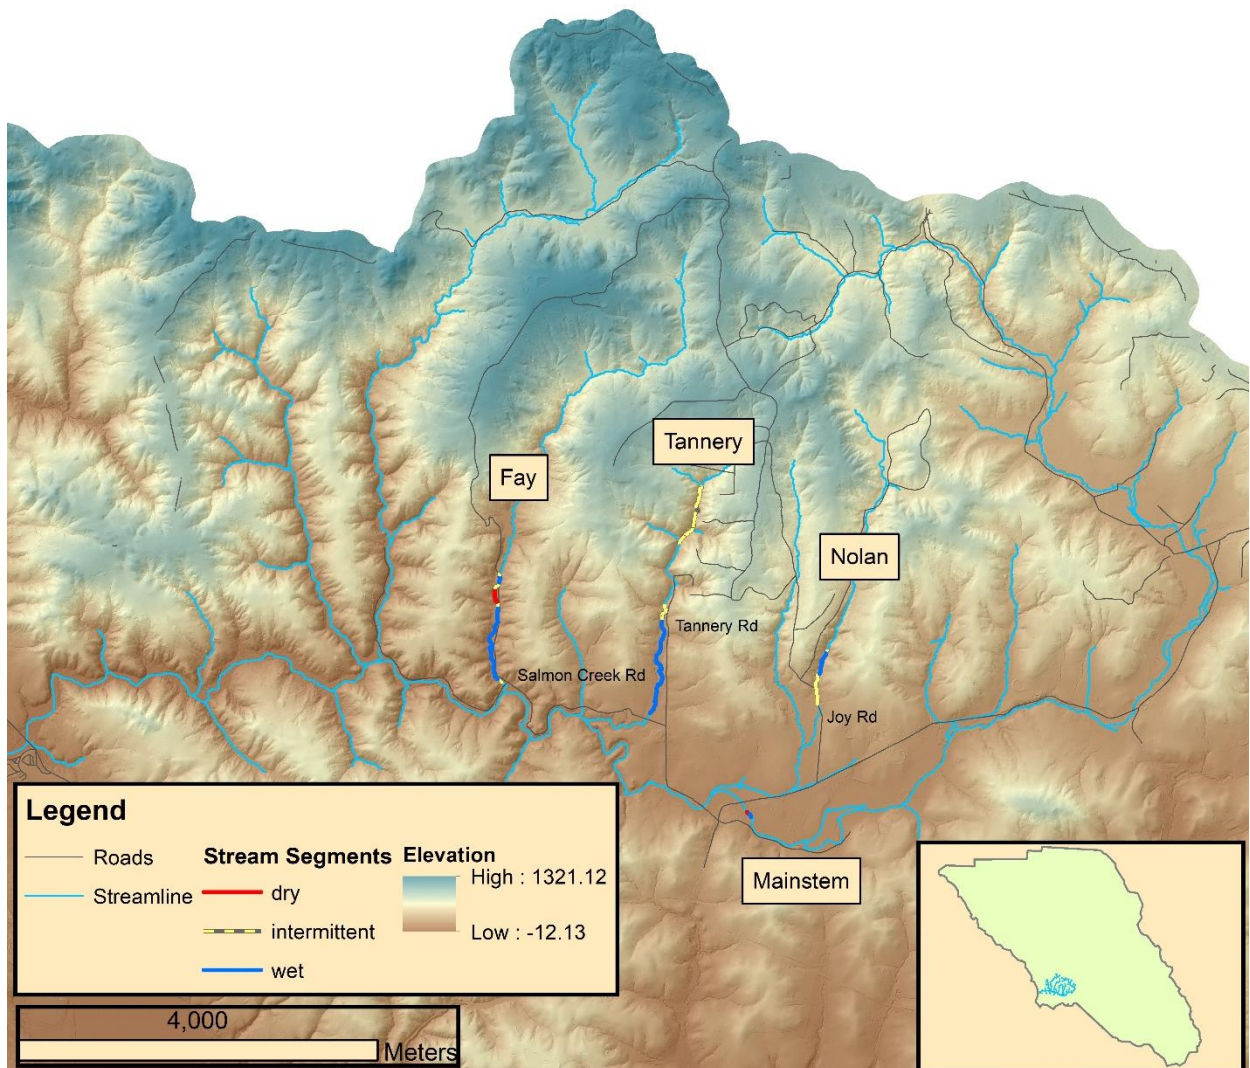 Tannery
Fay
Nolan
Tannery Rd
Salmon Creek Rd
Joy Rd
Mainstem
Legend
Roads
Streamline
Stream Segments
dry
intermittent
wet
Elevation
High : 1321.12
Low : -12.13
4,000
Meters